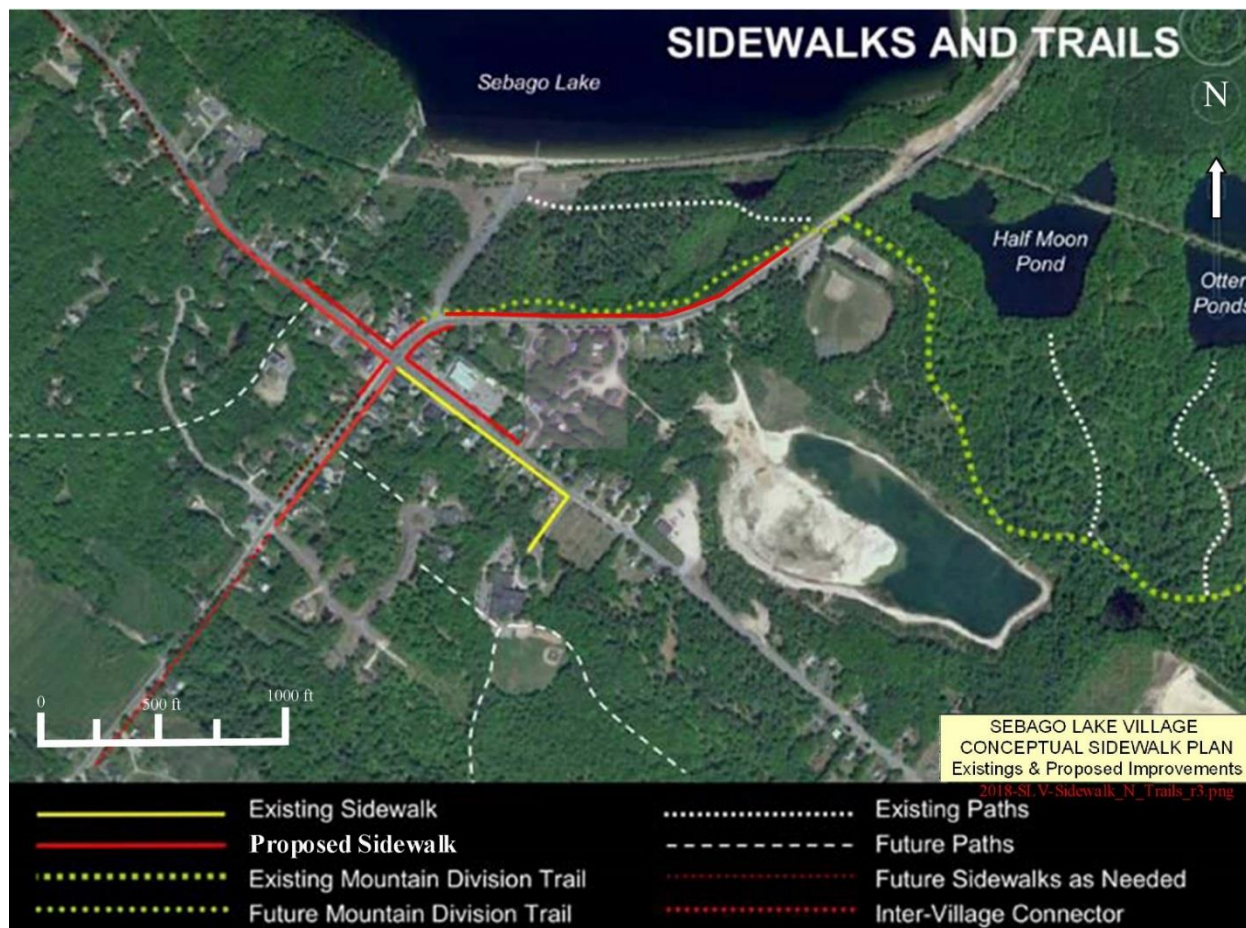 SIDEWALKS AND TRAILS
Sebago Lake
N
Half Moon
Pond
Otter
Ponds
0
500 ft
1000 ft
SEBAGO LAKE VILLAGE
CONCEPTUAL SIDEWALK PLAN
Existings & Proposed Improvements
2018-SLV-Sidewalk_N_Trails_r3.png
Existing Sidewalk
Proposed Sidewalk
Existing Mountain Division Trail
Future Mountain Division Trail
Existing Paths
Future Paths
Future Sidewalks as Needed
Inter-Village Connector